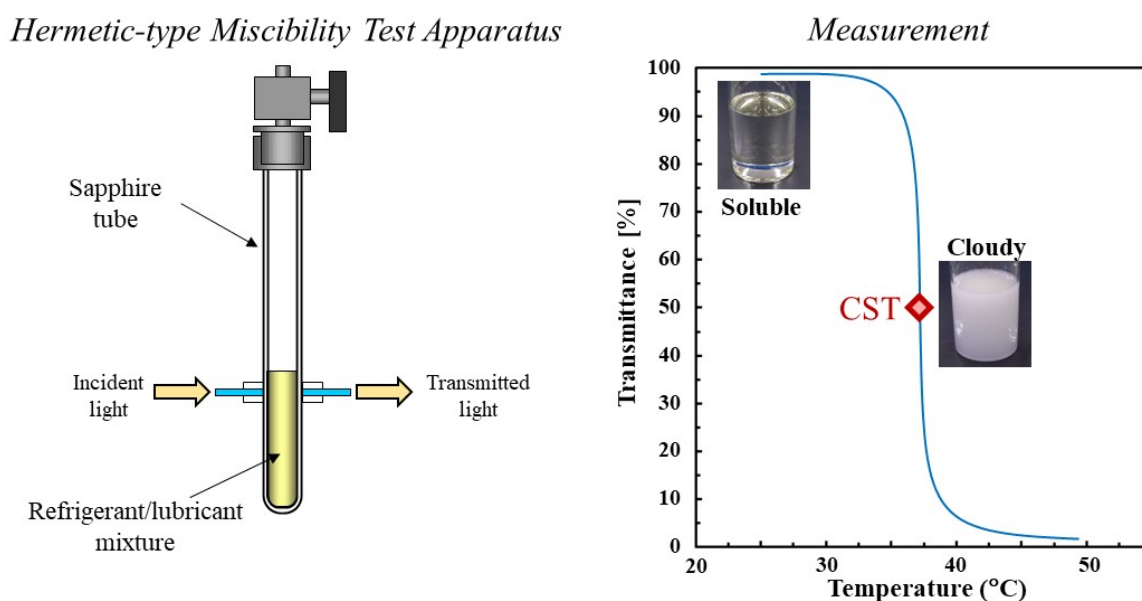 Hermetic-type Miscibility Test Apparatus
Sapphire
tube
Incident
light
Transmitted
light
Refrigerant/lubricant
mixture
Measurement
Transmittance [%]
100
90
80
70
60
50
40
30
20
10
0
Soluble
Cloudy
CST
20
30
40
50
Temperature (°C)